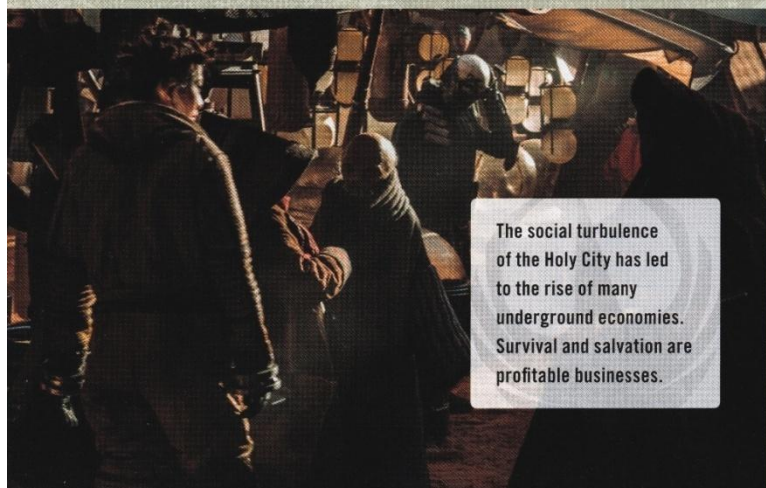 The social turbulence
of the Holy City has led
to the rise of many
underground economies.
Survival and salvation are
profitable businesses.